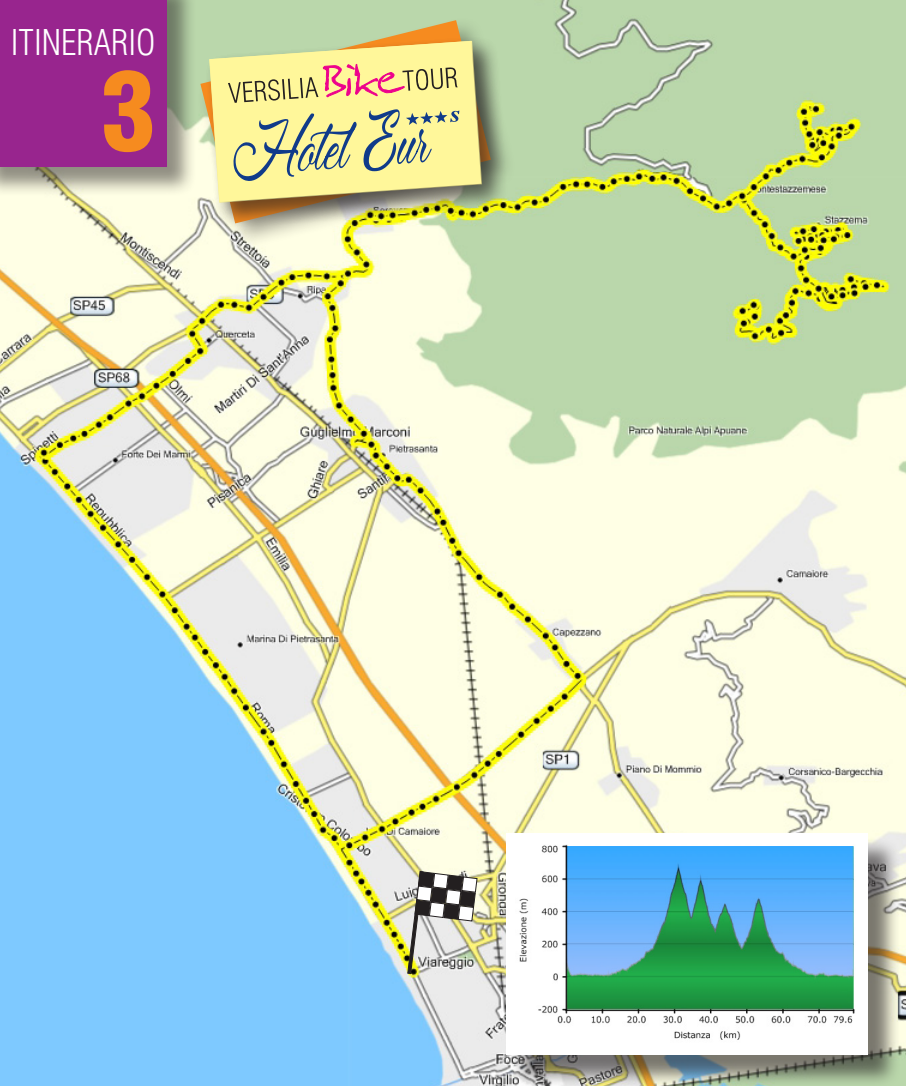 ITINERARIO
3
VERSILIA Bike TOUR
Hotel Eur ★★★s
ontestazzemese
Stazzema
Montiscendi
Strettoia
SP45
Ripa
Querceta
arrara
SP68
Olmi
Martiri Di Sant'Anna
Parco Naturale Alpi Apuane
Guglielmo Marconi
Pietrasanta
Spinetti
Forte Dei Marmi
Ghiare
Pisanica
Repubblica
Emilia
Camaiore
Capezzano
Marina Di Pietrasanta
Roma
SP1
Piano Di Mommio
Corsanico-Bargecchia
Di Camaiore
Viareggio
Foce
Virgilio
Pastore
Elevazione (m)
800
600
400
200
0
-200
0.0 10.0 20.0 30.0 40.0 50.0 60.0 70.0 79.6
Distanza (km)